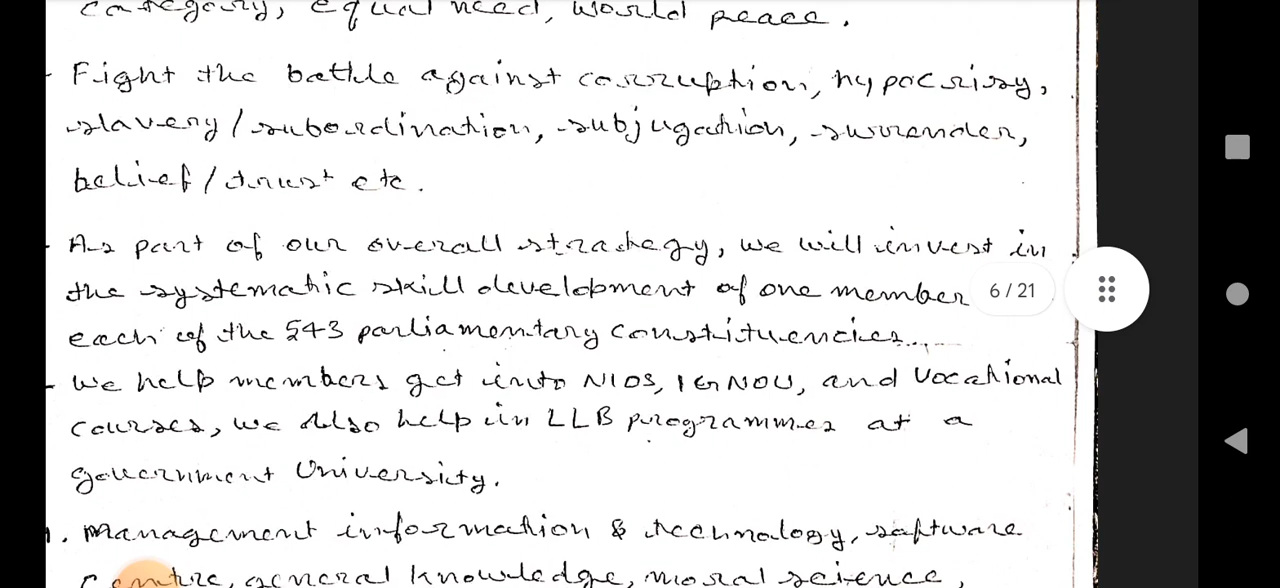 category, equal need, world peace.
- Fight the battle against corruption, hypocrisy,
slavery/subordination, subjugation, surrender,
belief/trust etc.
- As part of our overall strategy, we will invest in
the systematic skill development of one member
6/21
each of the 543 parliamentary constituencies....
- We help members get into NIOS, IGNOU, and Vocational
courses, we also help in LLB programmes at a
government University.
1. Management information & technology, software
Centre, general knowledge, moral science,